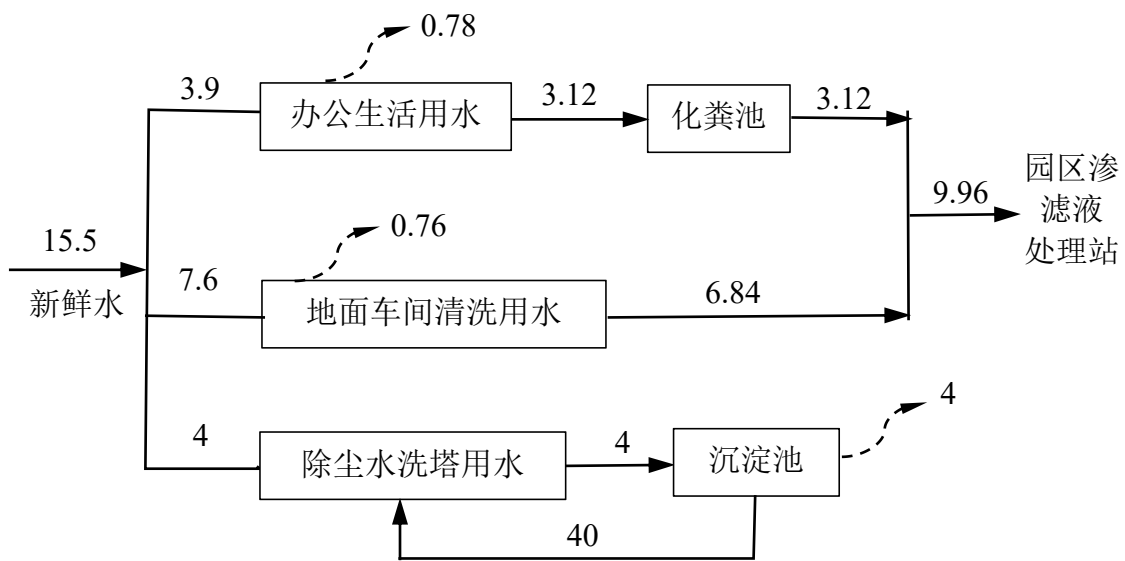 0.78
3.9
办公生活用水
3.12
化粪池
3.12
园区渗
滤液
处理站
9.96
15.5
新鲜水
0.76
7.6
地面车间清洗用水
6.84
4
4
除尘水洗塔用水
4
沉淀池
40